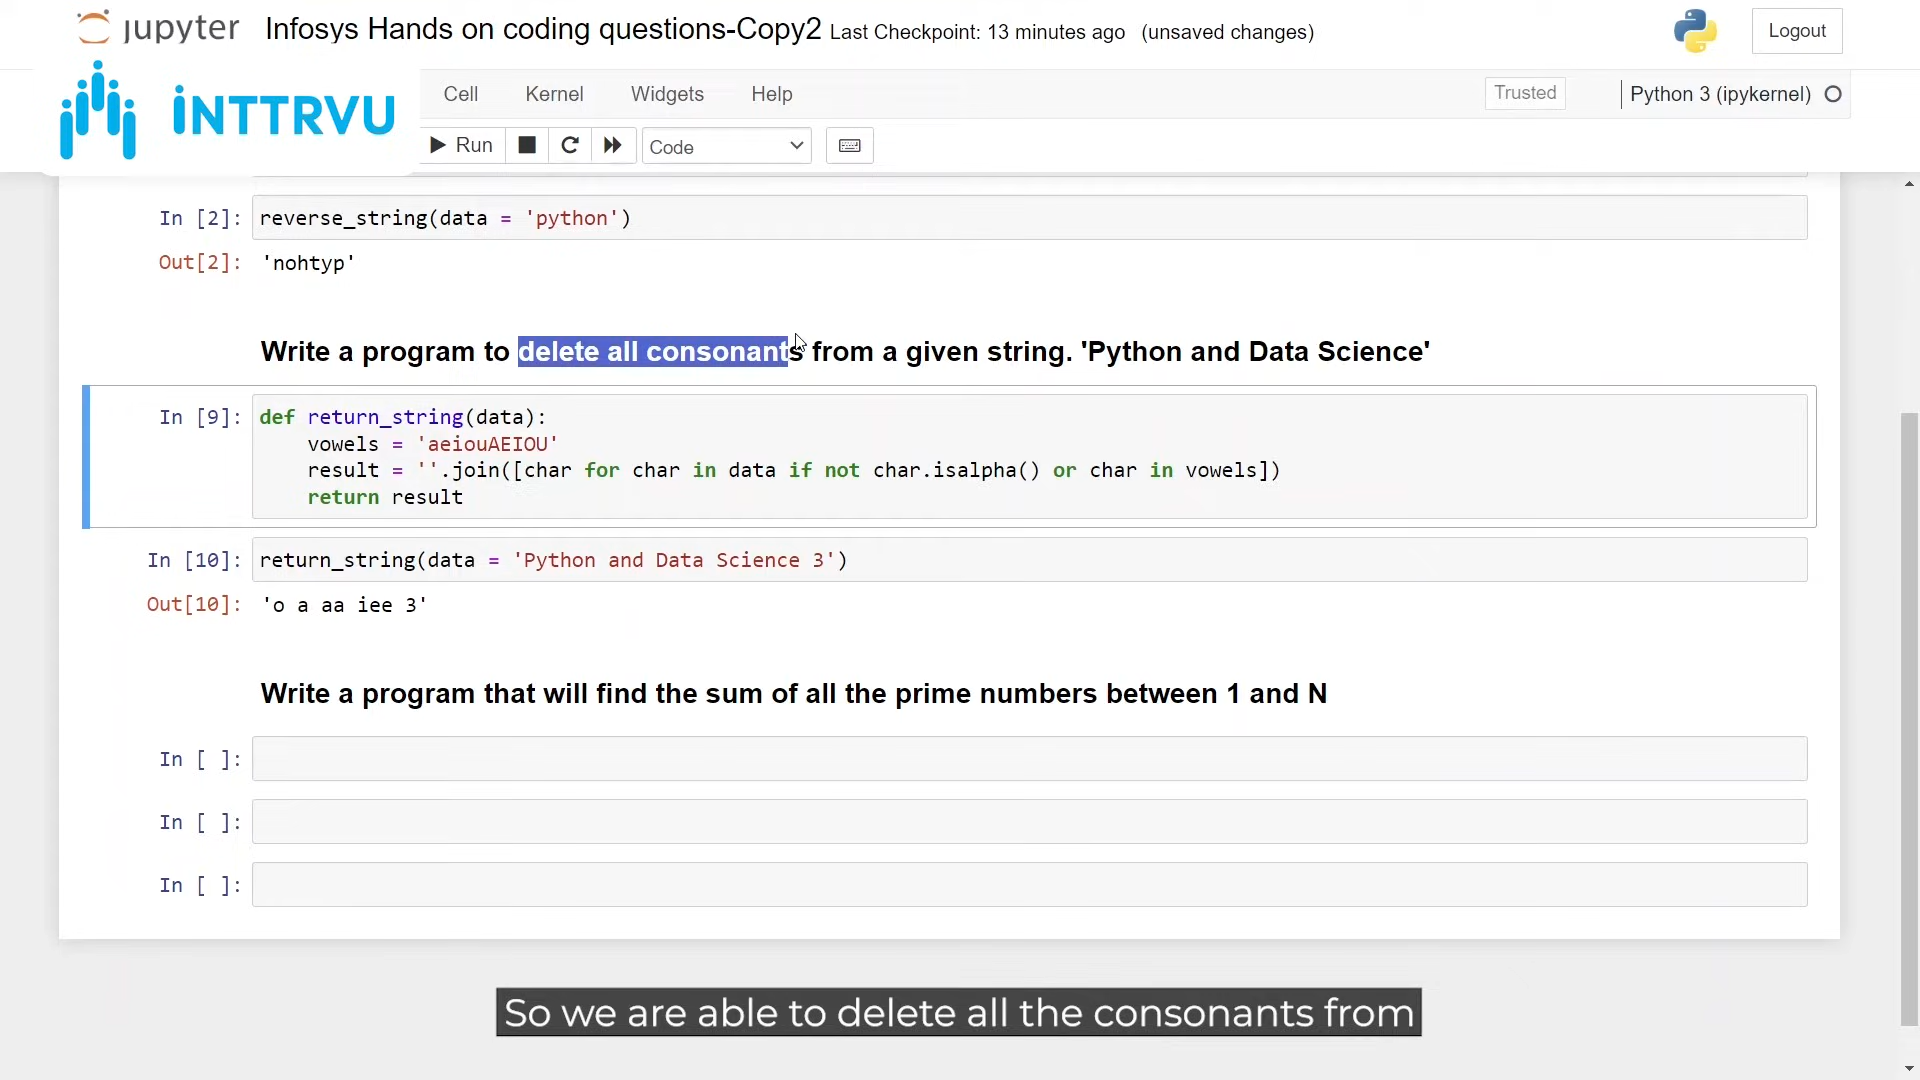 jupyter Infosys Hands on coding questions-Copy2 Last Checkpoint: 13 minutes ago (unsaved changes) Logout
INTTRVU
Cell Kernel Widgets Help Trusted Python 3 (ipykernel)
Run Code
In [2]: reverse_string(data = 'python')
Out[2]: 'nohtyp'
Write a program to delete all consonants from a given string. 'Python and Data Science'
In [9]: def return_string(data):
    vowels = 'aeiouAEIOU'
    result = ''.join([char for char in data if not char.isalpha() or char in vowels])
    return result
In [10]: return_string(data = 'Python and Data Science 3')
Out[10]: 'o a aa iee 3'
Write a program that will find the sum of all the prime numbers between 1 and N
In [ ]:
In [ ]:
In [ ]:
So we are able to delete all the consonants from